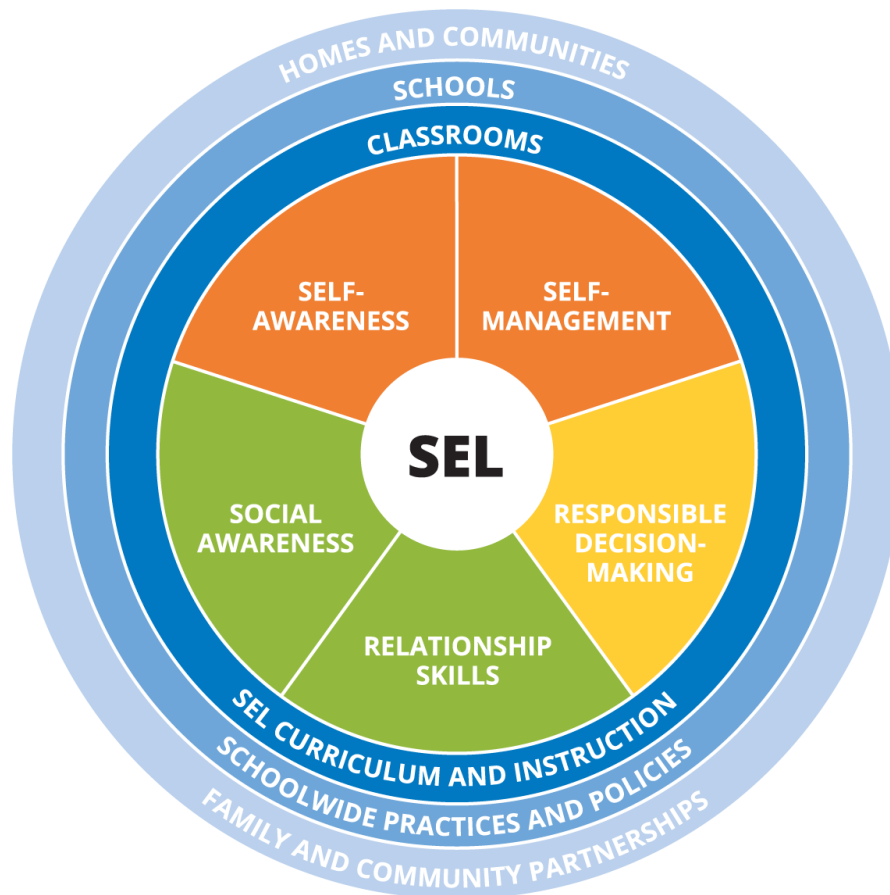 HOMES AND COMMUNITIES
SCHOOLS
CLASSROOMS
SELF-
AWARENESS
SELF-
MANAGEMENT
SEL
SOCIAL
AWARENESS
RESPONSIBLE
DECISION-
MAKING
RELATIONSHIP
SKILLS
SEL CURRICULUM AND INSTRUCTION
SCHOOLWIDE PRACTICES AND POLICIES
FAMILY AND COMMUNITY PARTNERSHIPS